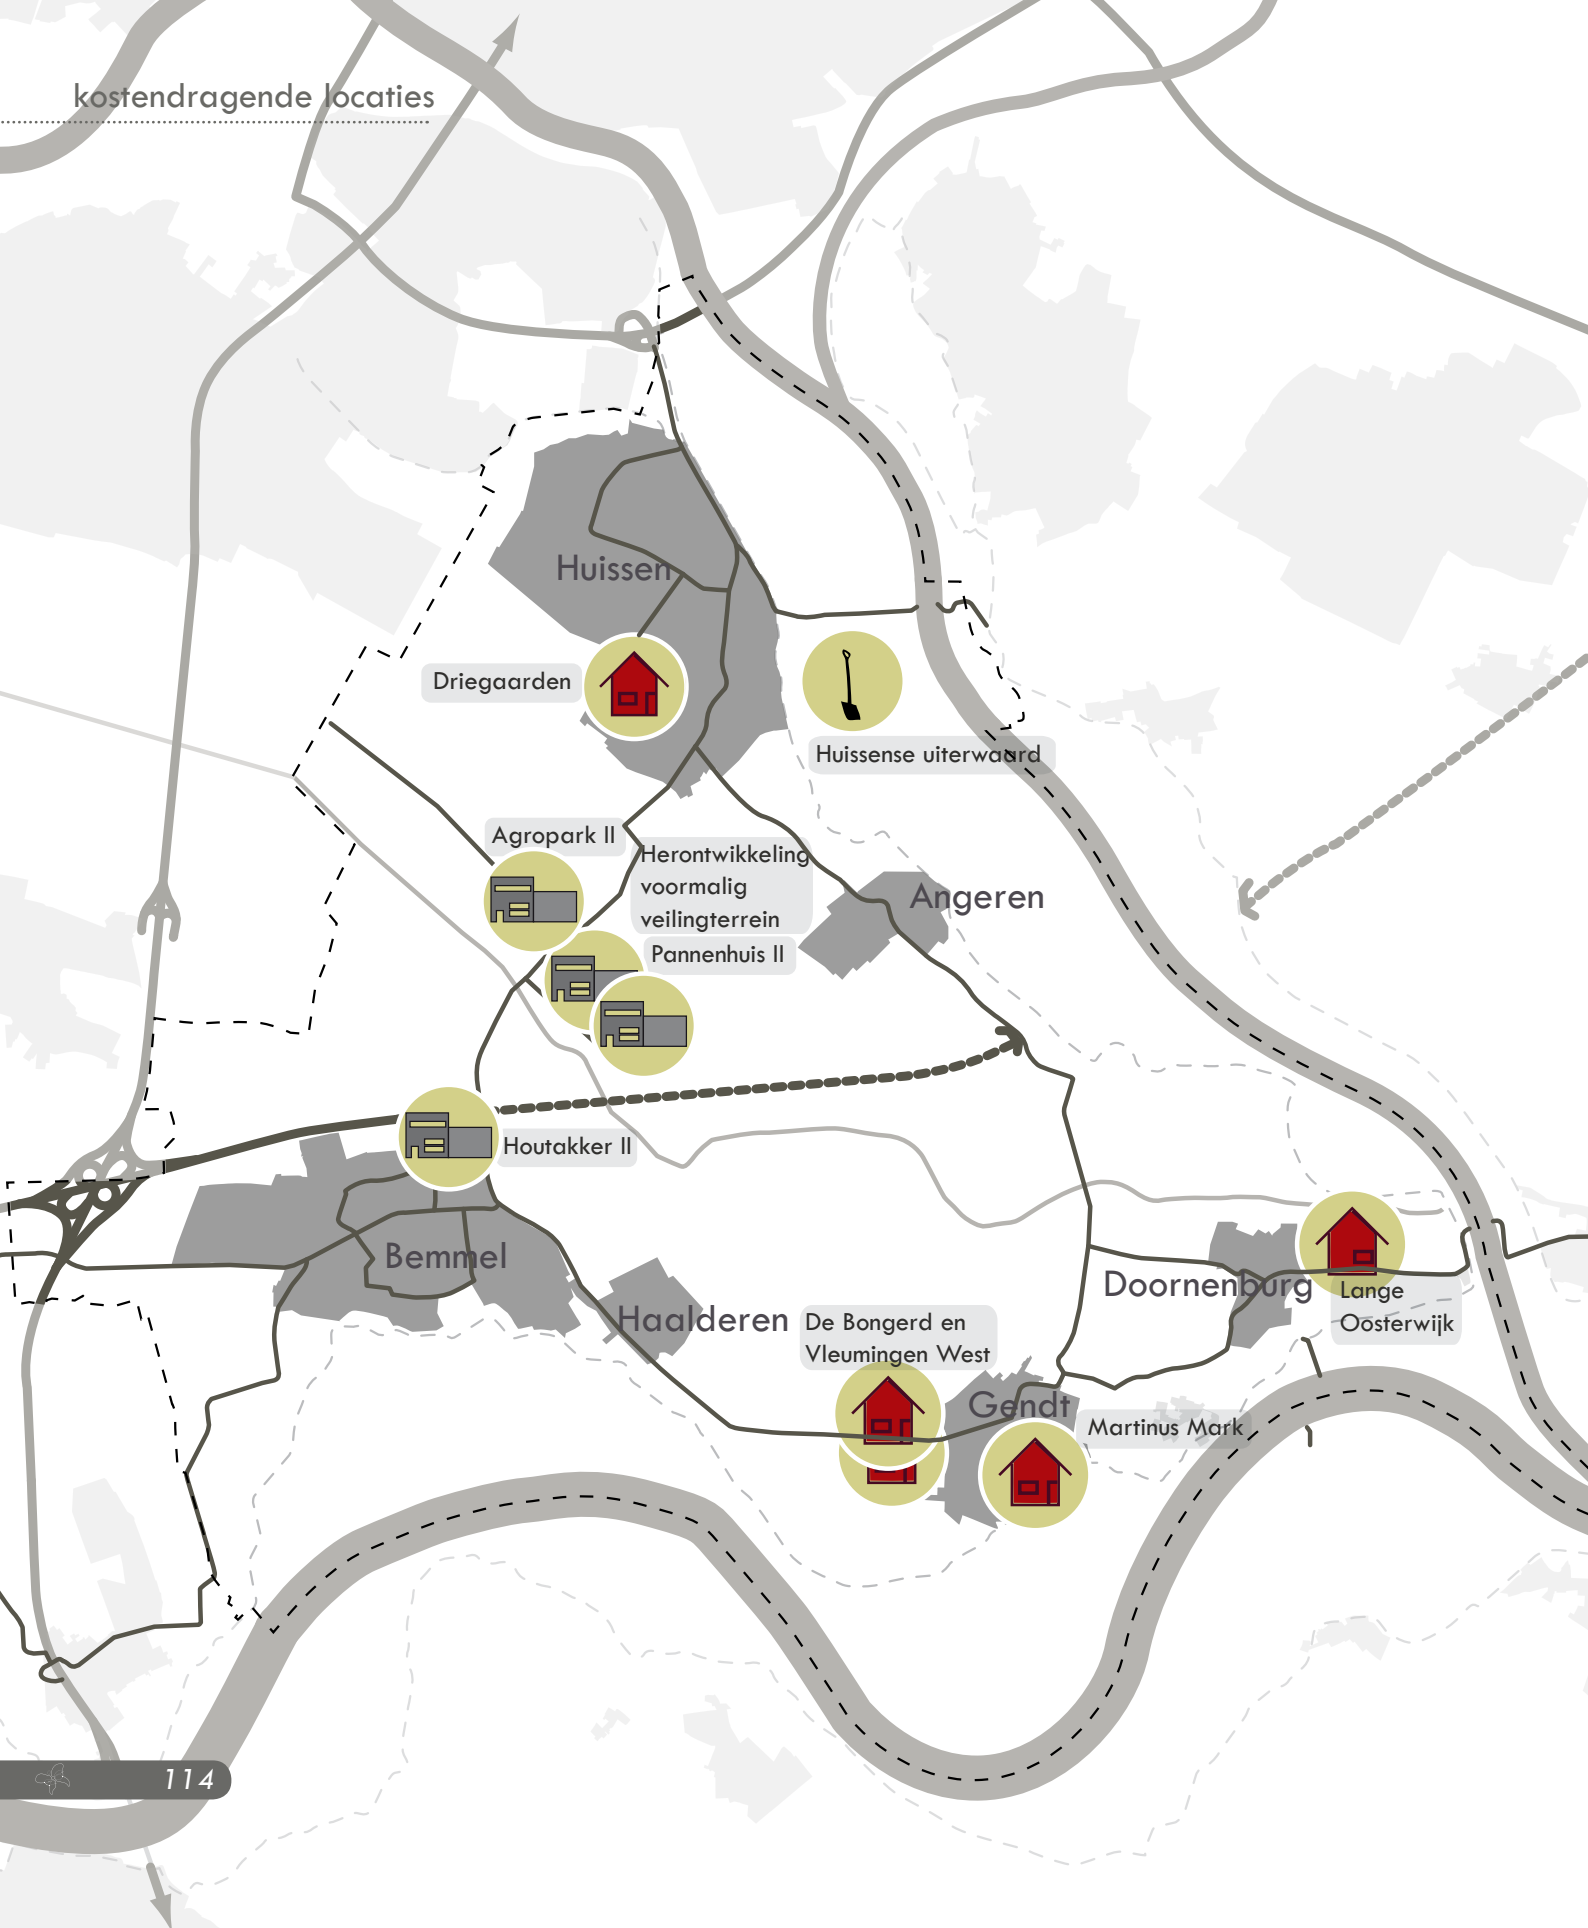 kostendragende locaties
Huissen
Driegaarden
Huissense uiterwaard
Agropark II
Herontwikkeling
voormalig
veilingterrein
Angeren
Pannenhuis II
Houtakker II
Bemmel
Haalderen
Doornenburg
Lange
Oosterwijk
De Bongerd en
Vleumingen West
Gendt
Martinus Mark
114